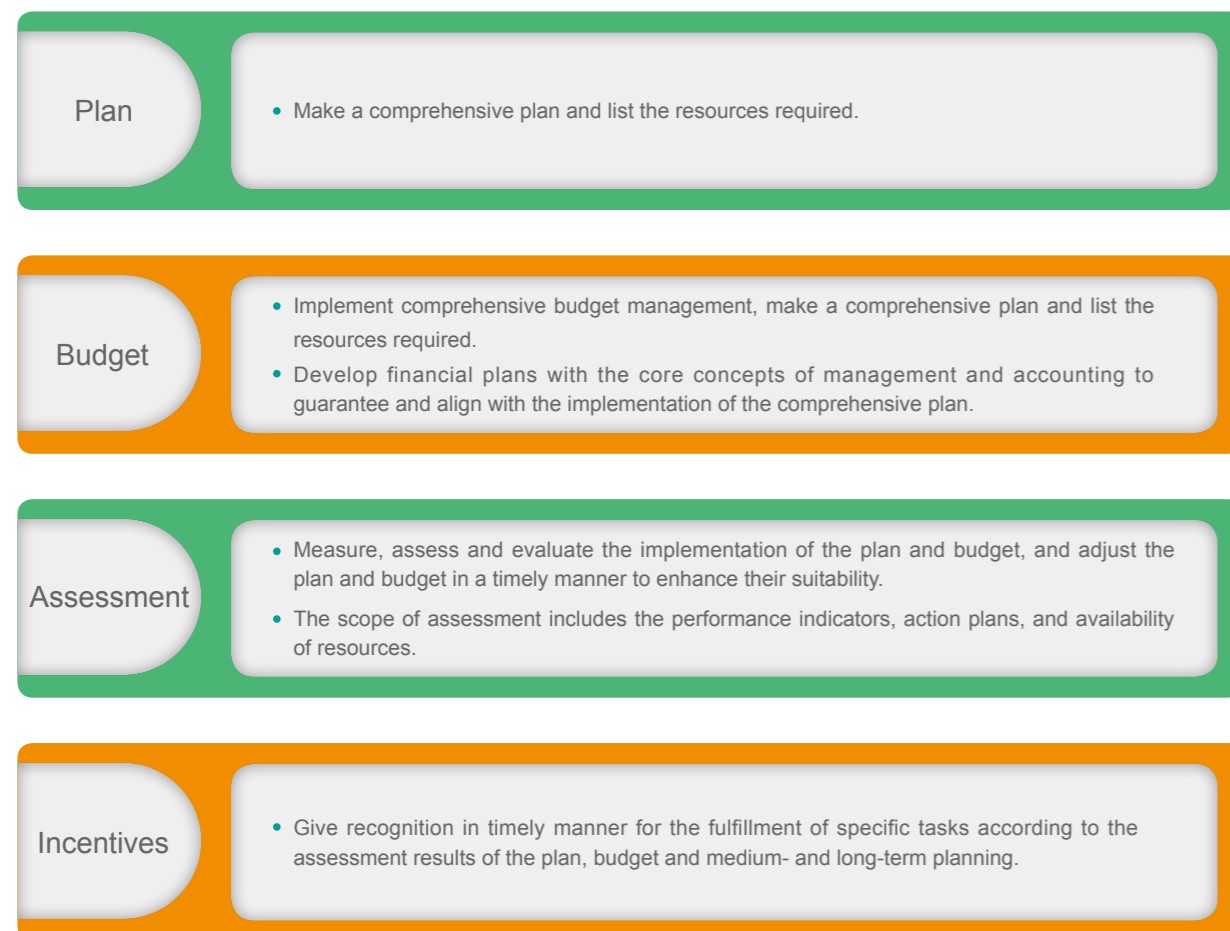 Plan
• Make a comprehensive plan and list the resources required.
Budget
• Implement comprehensive budget management, make a comprehensive plan and list the
resources required.
• Develop financial plans with the core concepts of management and accounting to
guarantee and align with the implementation of the comprehensive plan.
Assessment
• Measure, assess and evaluate the implementation of the plan and budget, and adjust the
plan and budget in a timely manner to enhance their suitability.
• The scope of assessment includes the performance indicators, action plans, and availability
of resources.
Incentives
• Give recognition in timely manner for the fulfillment of specific tasks according to the
assessment results of the plan, budget and medium- and long-term planning.